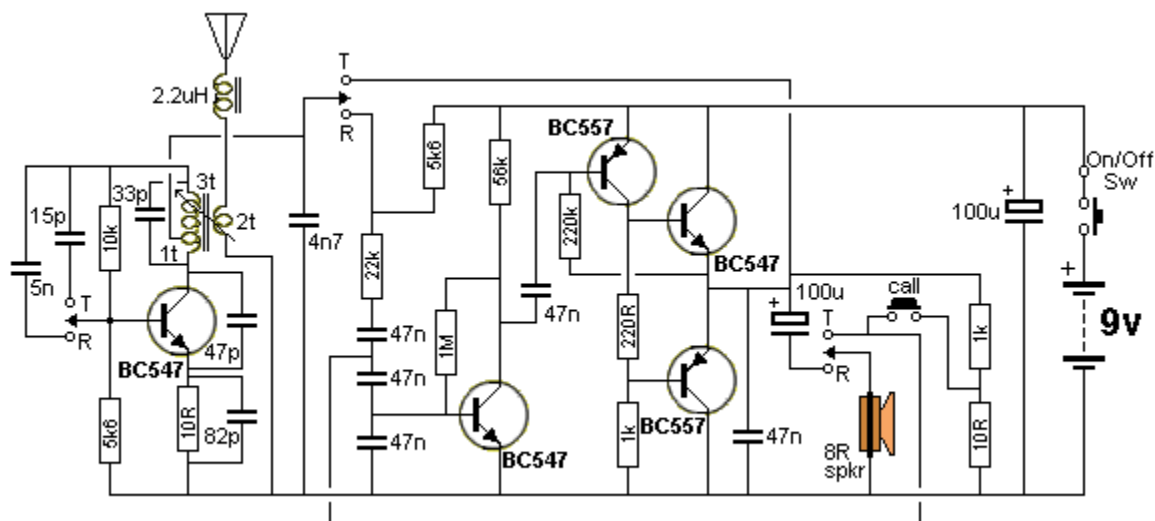 T
2.2uH
R
BC557
5k6
56k
On/Off
Sw
33p
3t
15p
10k
2t
1t
4n7
22k
220k
BC547
+
100u
5n
T
R
47n
47n
220R
100u
+
call
T
+
9v
1k
BC547
47p
1M
R
47n
5k6
10R
82p
47n
BC547
1k
BC557
47n
8R
spkr
10R